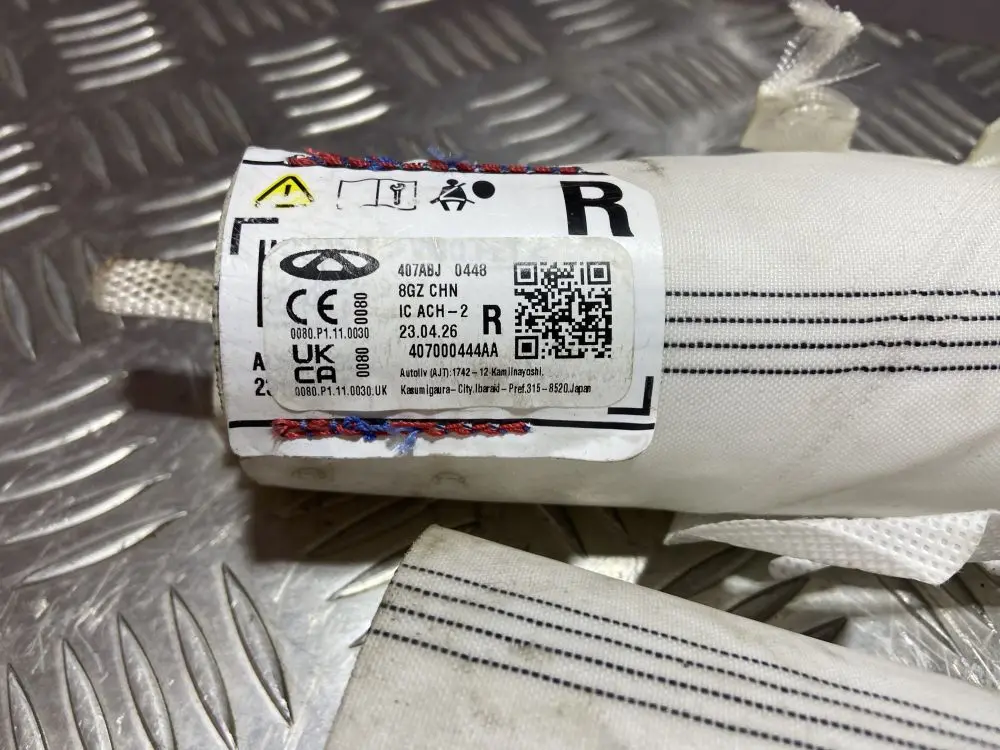 R
407ABJ 0448
8GZ CHN
CE 0080
IC ACH-2
23.04.26 R
0080.P1.11.0030
407000444AA
UK
CA 0080
Autoliv (AJT):1742-12 Kamiinayoshi,
0080.P1.11.0030.UK
Kasumigaura-City.Ibaraki-Pref.315-8520.Japan
A
23